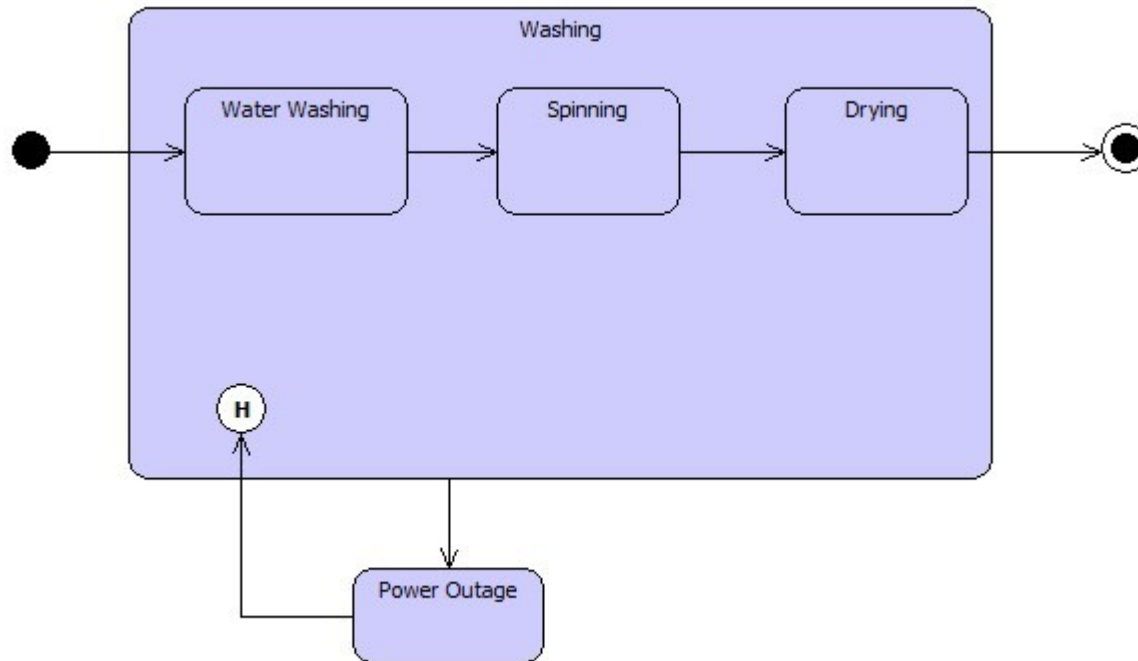 Washing
Water Washing
Spinning
Drying
H
Power Outage